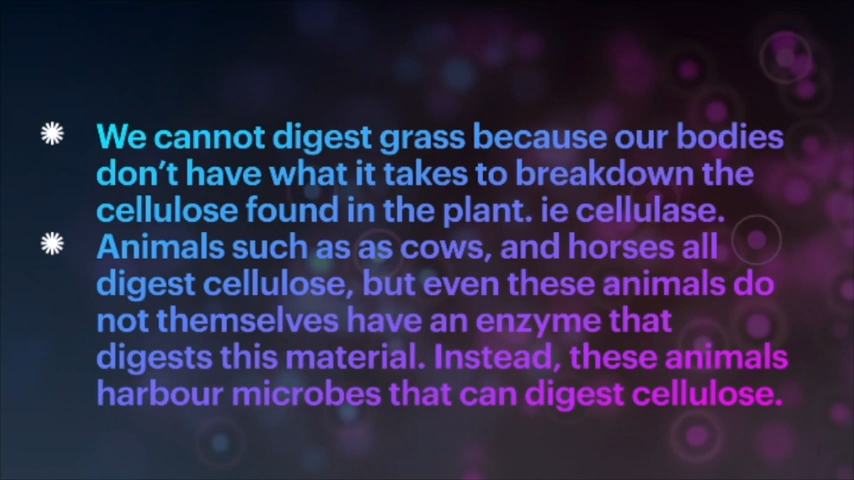 We cannot digest grass because our bodies
don't have what it takes to breakdown the
cellulose found in the plant. ie cellulase.
Animals such as as cows, and horses all
digest cellulose, but even these animals do
not themselves have an enzyme that
digests this material. Instead, these animals
harbour microbes that can digest cellulose.